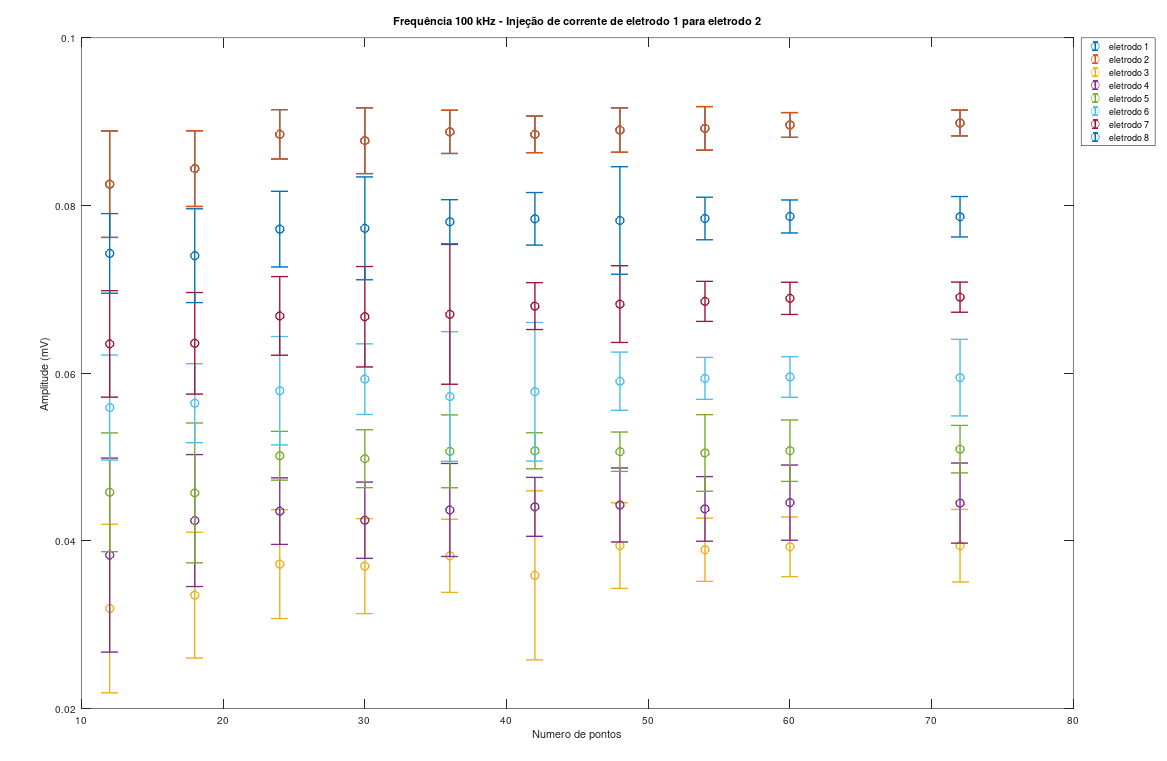 Frequência 100 kHz - Injeção de corrente de eletrodo 1 para eletrodo 2
0.1
0.08
0.06
0.04
0.02
Amplitude (mV)
10
20
30
40
50
60
70
80
Numero de pontos
eletrodo 1
eletrodo 2
eletrodo 3
eletrodo 4
eletrodo 5
eletrodo 6
eletrodo 7
eletrodo 8